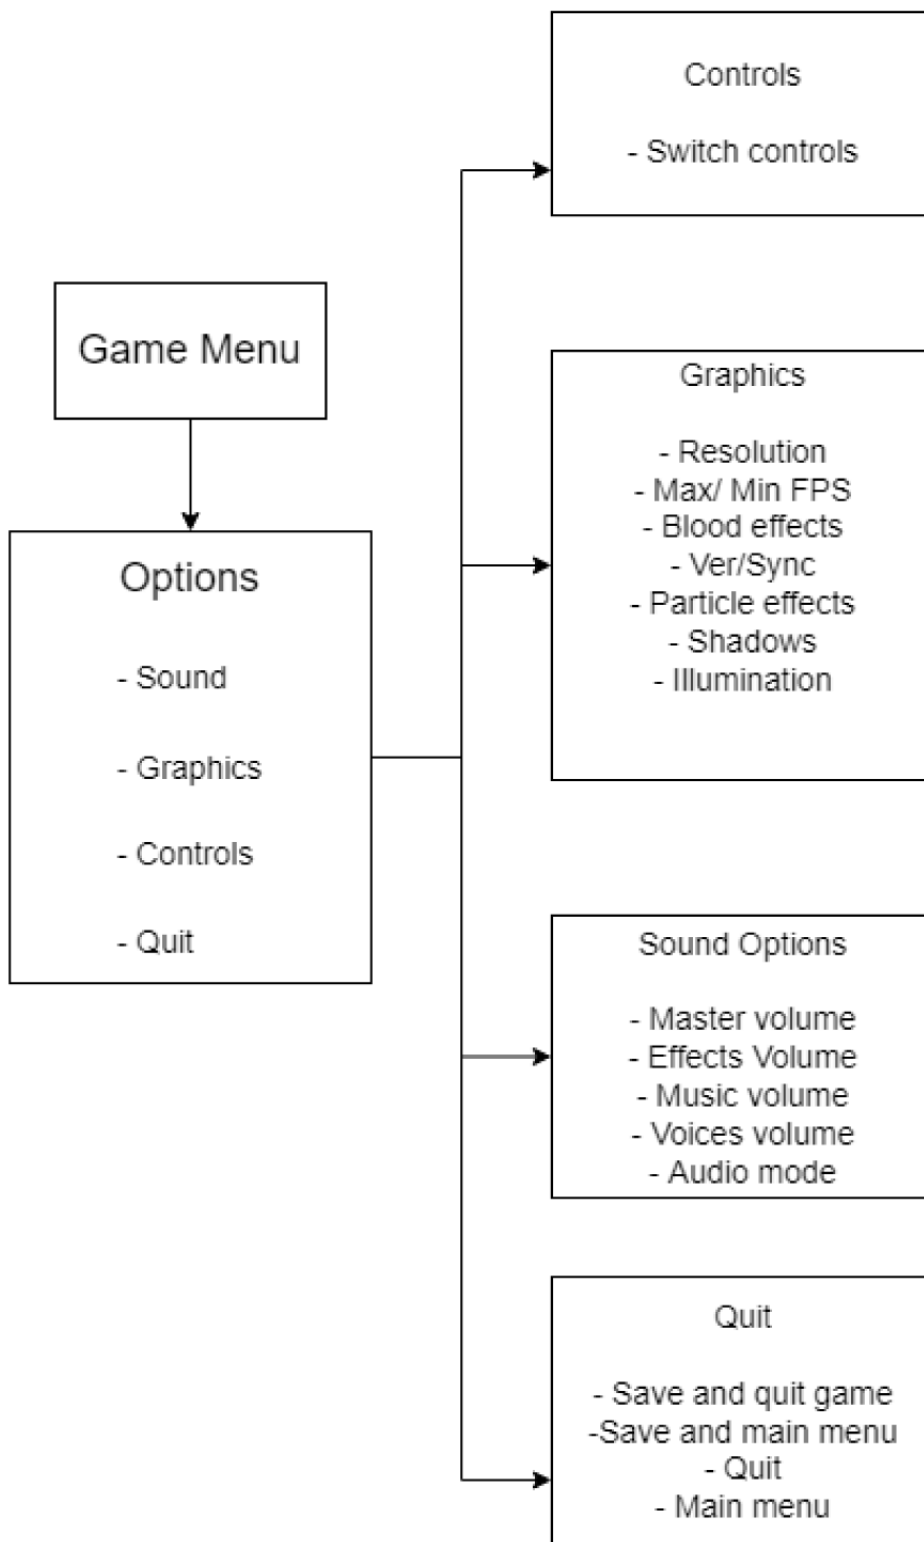 Game Menu
Options
- Sound
- Graphics
- Controls
- Quit
Controls
- Switch controls
Graphics
- Resolution
- Max/ Min FPS
- Blood effects
- Ver/Sync
- Particle effects
- Shadows
- Illumination
Sound Options
- Master volume
- Effects Volume
- Music volume
- Voices volume
- Audio mode
Quit
- Save and quit game
-Save and main menu
- Quit
- Main menu